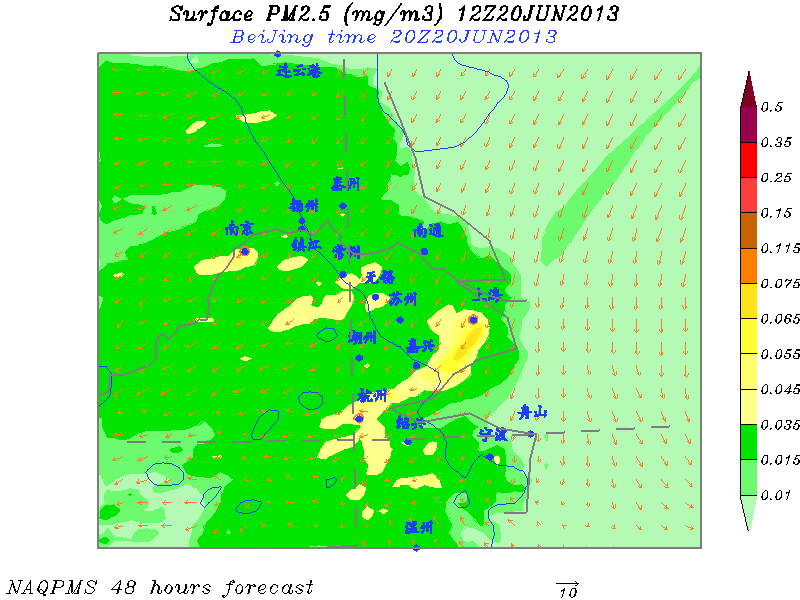 Surface PM2.5 (mg/m3) 12Z20JUN2013
BeiJing time 20Z20JUN2013
连云港
0.5
0.35
0.25
0.15
0.115
0.075
0.065
0.055
0.045
0.035
0.015
0.01
泰州
扬州
南京
南通
镇江
常州
无锡
苏州
上海
湖州
嘉兴
杭州
绍兴
舟山
宁波
温州
NAQPMS 48 hours forecast
10